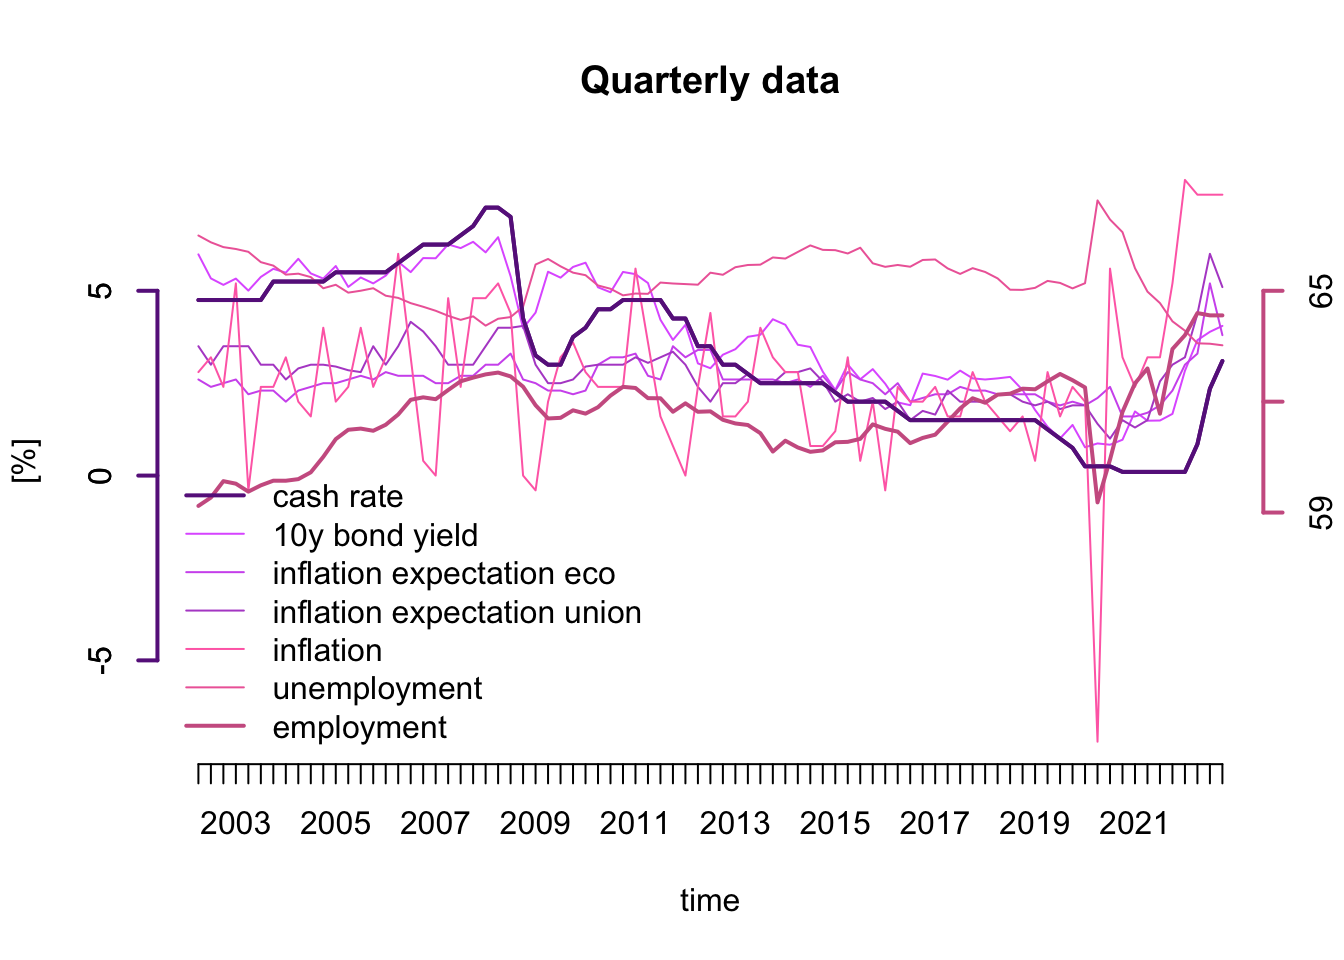 Quarterly data
[%]
5
0
-5
65
59
cash rate
10y bond yield
inflation expectation eco
inflation expectation union
inflation
unemployment
employment
2003 2005 2007 2009 2011 2013 2015 2017 2019 2021
time